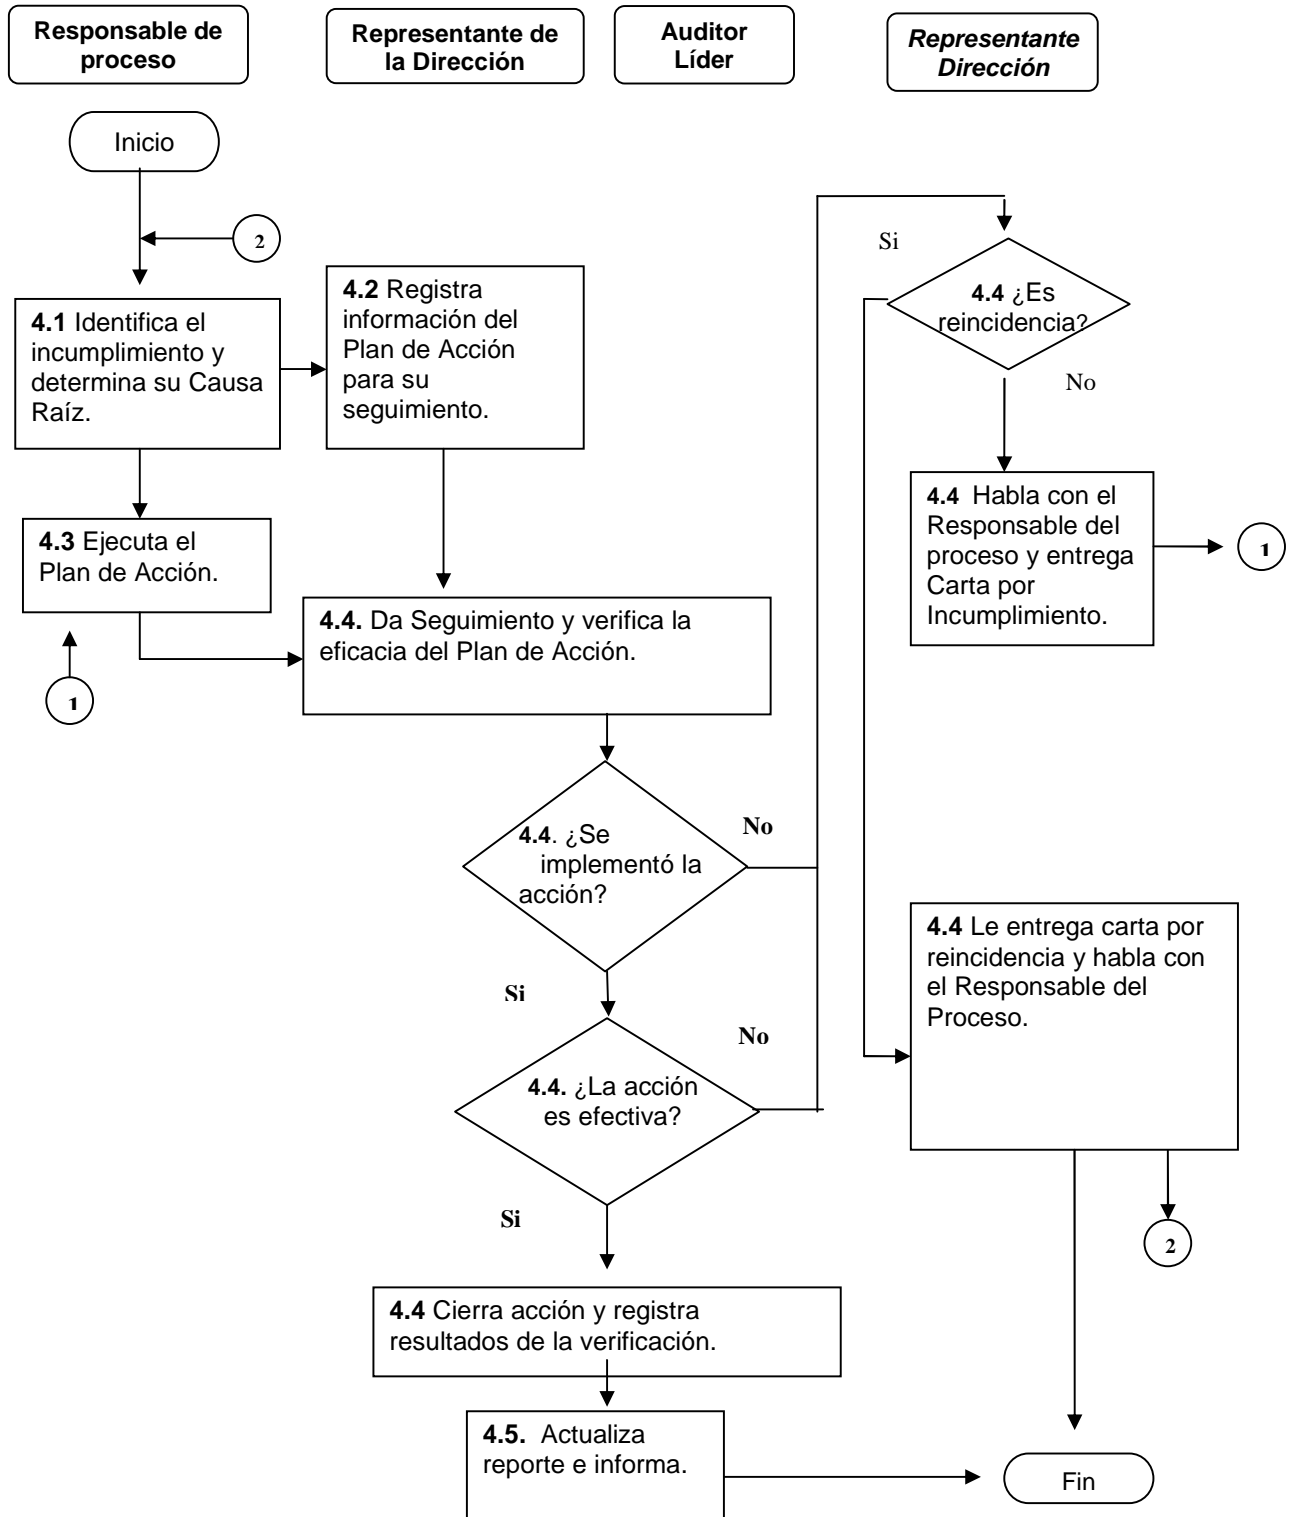 Responsable de
proceso
Representante de
la Dirección
Auditor
Líder
Representante
Dirección
Inicio
2
Si
4.4 ¿Es
reincidencia?
No
4.1 Identifica el
incumplimiento y
determina su Causa
Raíz.
4.2 Registra
información del
Plan de Acción
para su
seguimiento.
4.4 Habla con el
Responsable del
proceso y entrega
Carta por
Incumplimiento.
1
4.3 Ejecuta el
Plan de Acción.
1
4.4. Da Seguimiento y verifica la
eficacia del Plan de Acción.
4.4. ¿Se
implementó la
acción?
No
Si
4.4. ¿La acción
es efectiva?
No
Si
4.4 Le entrega carta por
reincidencia y habla con
el Responsable del
Proceso.
2
4.4 Cierra acción y registra
resultados de la verificación.
4.5. Actualiza
reporte e informa.
Fin